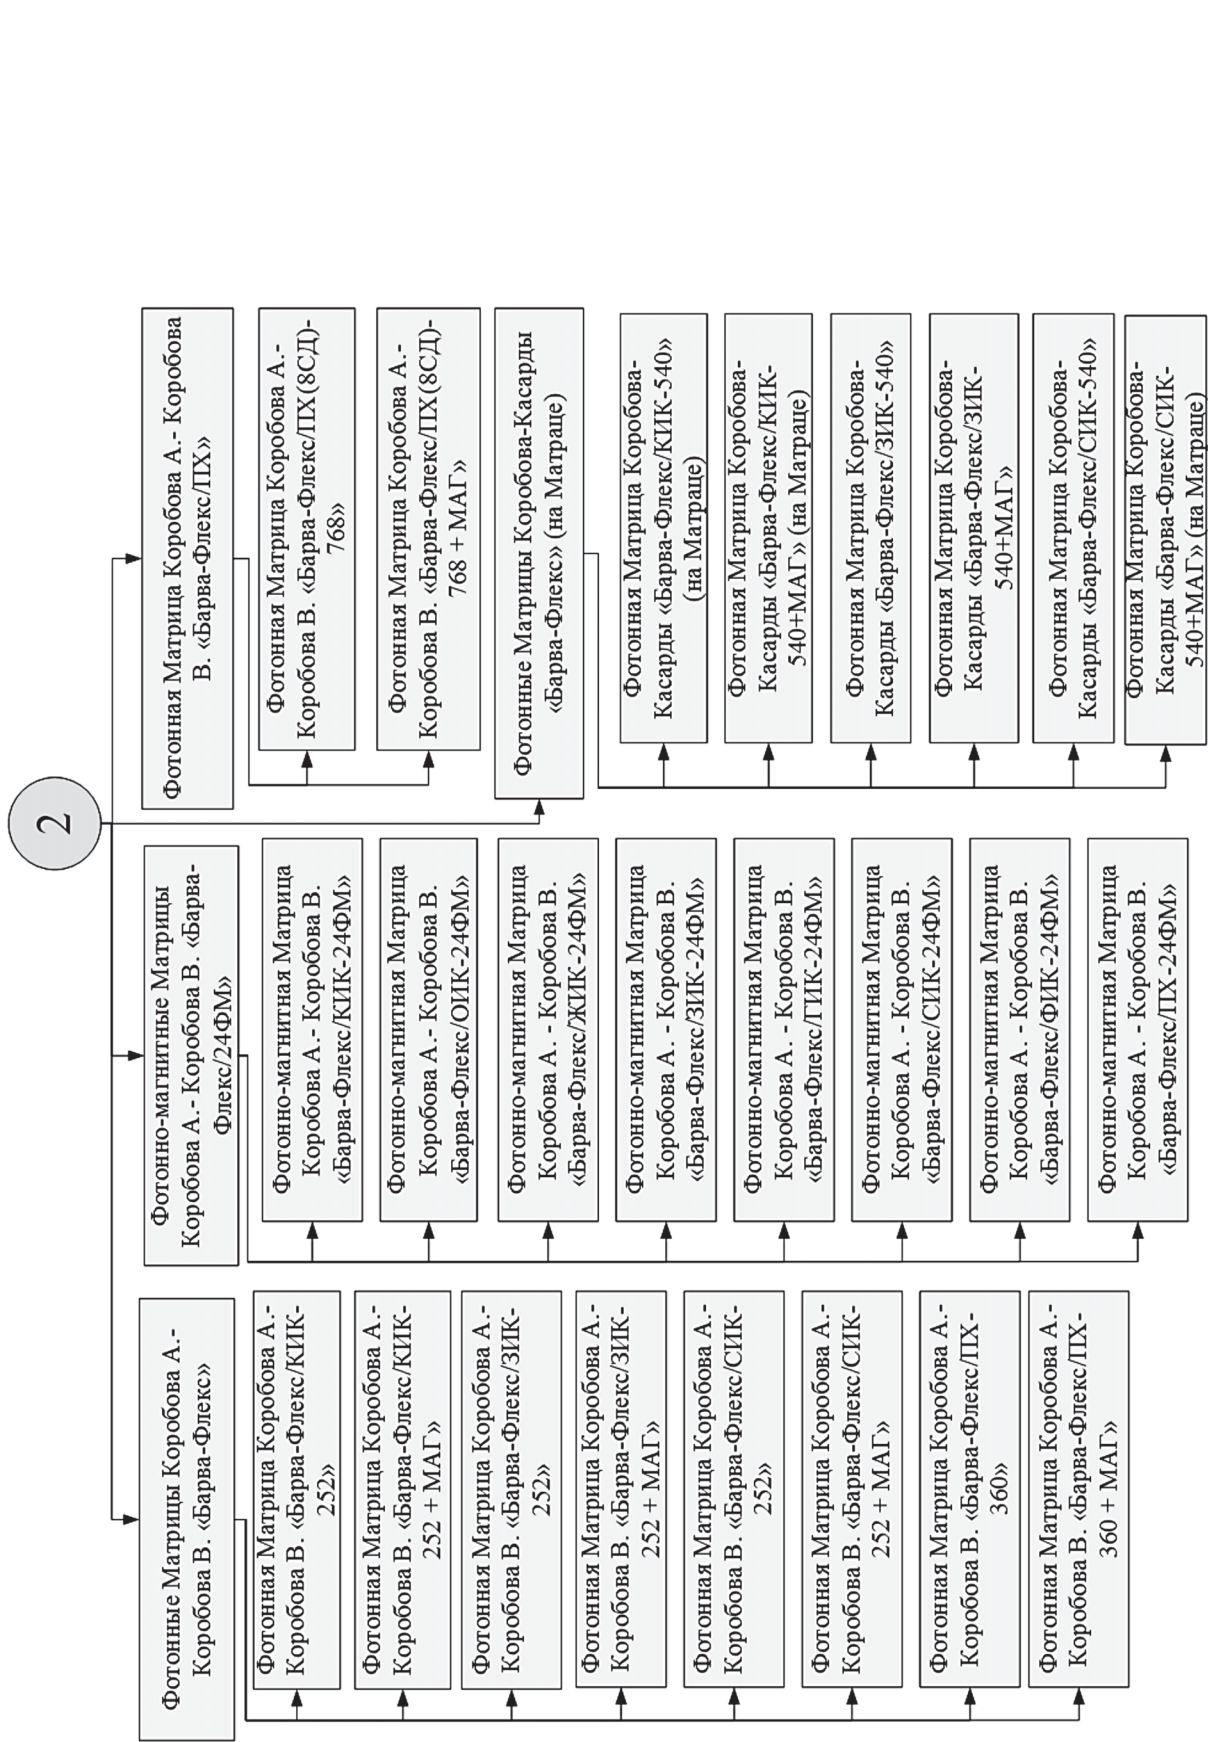 2
Фотонные Матрицы Коробова А.-
Коробова В. «Барва-Флекс»
Фотонная Матрица Коробова А.-
Коробова В. «Барва-Флекс/КИК-
252»
Фотонная Матрица Коробова А.-
Коробова В. «Барва-Флекс/КИК-
252 + МАГ»
Фотонная Матрица Коробова А.-
Коробова В. «Барва-Флекс/ЗИК-
252»
Фотонная Матрица Коробова А.-
Коробова В. «Барва-Флекс/ЗИК-
252 + МАГ»
Фотонная Матрица Коробова А.-
Коробова В. «Барва-Флекс/СИК-
252»
Фотонная Матрица Коробова А.-
Коробова В. «Барва-Флекс/СИК-
252 + МАГ»
Фотонная Матрица Коробова А.-
Коробова В. «Барва-Флекс/ПХ-
360»
Фотонная Матрица Коробова А.-
Коробова В. «Барва-Флекс/ПХ-
360 + МАГ»
Фотонно-магнитные Матрицы
Коробова А.- Коробова В. «Барва-
Флекс/24ФМ»
Фотонно-магнитная Матрица
Коробова А.- Коробова В.
«Барва-Флекс/КИК-24ФМ»
Фотонно-магнитная Матрица
Коробова А.- Коробова В.
«Барва-Флекс/ОИК-24ФМ»
Фотонно-магнитная Матрица
Коробова А. - Коробова В.
«Барва-Флекс/ЖИК-24ФМ»
Фотонно-магнитная Матрица
Коробова А. - Коробова В.
«Барва-Флекс/ЗИК-24ФМ»
Фотонно-магнитная Матрица
Коробова А. - Коробова В.
«Барва-Флекс/ГИК-24ФМ»
Фотонно-магнитная Матрица
Коробова А. - Коробова В.
«Барва-Флекс/СИК-24ФМ»
Фотонно-магнитная Матрица
Коробова А. - Коробова В.
«Барва-Флекс/ФИК-24ФМ»
Фотонно-магнитная Матрица
Коробова А. - Коробова В.
«Барва-Флекс/ПХ-24ФМ»
Фотонная Матрица Коробова А.- Коробова
В. «Барва-Флекс/ПХ»
Фотонная Матрица Коробова А.-
Коробова В. «Барва-Флекс/ПХ(8СД)-
768»
Фотонная Матрица Коробова А.-
Коробова В. «Барва-Флекс/ПХ(8СД)-
768 + МАГ»
Фотонные Матрицы Коробова-Касарды
«Барва-Флекс» (на Матраце)
Фотонная Матрица Коробова-
Касарды «Барва-Флекс/КИК-540»
(на Матраце)
Фотонная Матрица Коробова-
Касарды «Барва-Флекс/КИК-
540+МАГ» (на Матраце)
Фотонная Матрица Коробова-
Касарды «Барва-Флекс/ЗИК-540»
Фотонная Матрица Коробова-
Касарды «Барва-Флекс/ЗИК-
540+МАГ»
Фотонная Матрица Коробова-
Касарды «Барва-Флекс/СИК-540»
Фотонная Матрица Коробова-
Касарды «Барва-Флекс/СИК-
540+МАГ» (на Матраце)